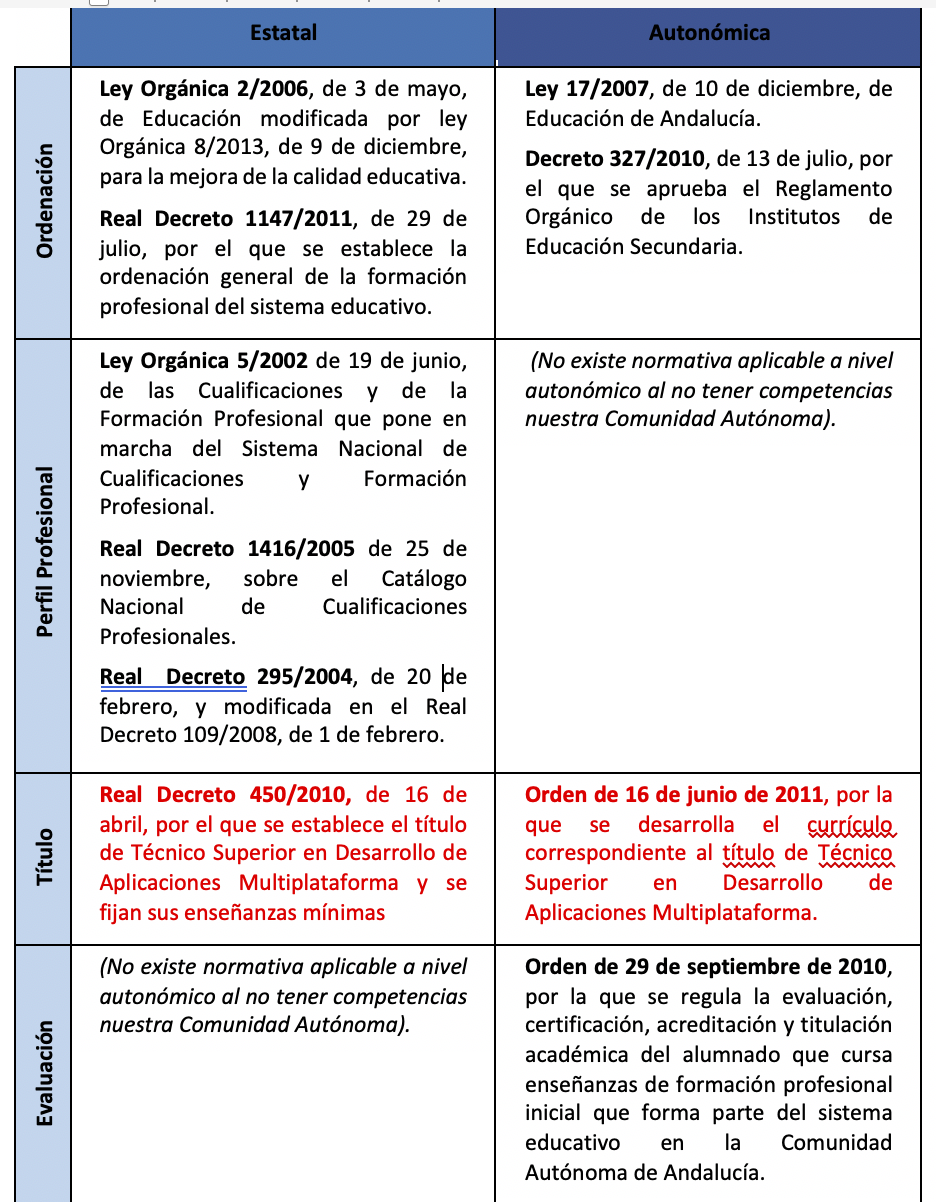 Estatal
Autonómica
Ordenación
Ley Orgánica 2/2006, de 3 de mayo,
de Educación modificada por ley
Orgánica 8/2013, de 9 de diciembre,
para la mejora de la calidad educativa.
Real Decreto 1147/2011, de 29 de
julio, por el que se establece la
ordenación general de la formación
profesional del sistema educativo.
Ley 17/2007, de 10 de diciembre, de
Educación de Andalucía.
Decreto 327/2010, de 13 de julio, por
el que se aprueba el Reglamento
Orgánico de los Institutos de
Educación Secundaria.
Perfil Profesional
Ley Orgánica 5/2002 de 19 de junio,
de las Cualificaciones y de la
Formación Profesional que pone en
marcha del Sistema Nacional de
Cualificaciones y Formación
Profesional.
Real Decreto 1416/2005 de 25 de
noviembre, sobre el Catálogo
Nacional de Cualificaciones
Profesionales.
Real Decreto 295/2004, de 20 de
febrero, y modificada en el Real
Decreto 109/2008, de 1 de febrero.
(No existe normativa aplicable a nivel
autonómico al no tener competencias
nuestra Comunidad Autónoma).
Título
Real Decreto 450/2010, de 16 de
abril, por el que se establece el título
de Técnico Superior en Desarrollo de
Aplicaciones Multiplataforma y se
fijan sus enseñanzas mínimas
Orden de 16 de junio de 2011, por la
que se desarrolla el currículo
correspondiente al título de Técnico
Superior en Desarrollo de
Aplicaciones Multiplataforma.
Evaluación
(No existe normativa aplicable a nivel
autonómico al no tener competencias
nuestra Comunidad Autónoma).
Orden de 29 de septiembre de 2010,
por la que se regula la evaluación,
certificación, acreditación y titulación
académica del alumnado que cursa
enseñanzas de formación profesional
inicial que forma parte del sistema
educativo en la Comunidad
Autónoma de Andalucía.